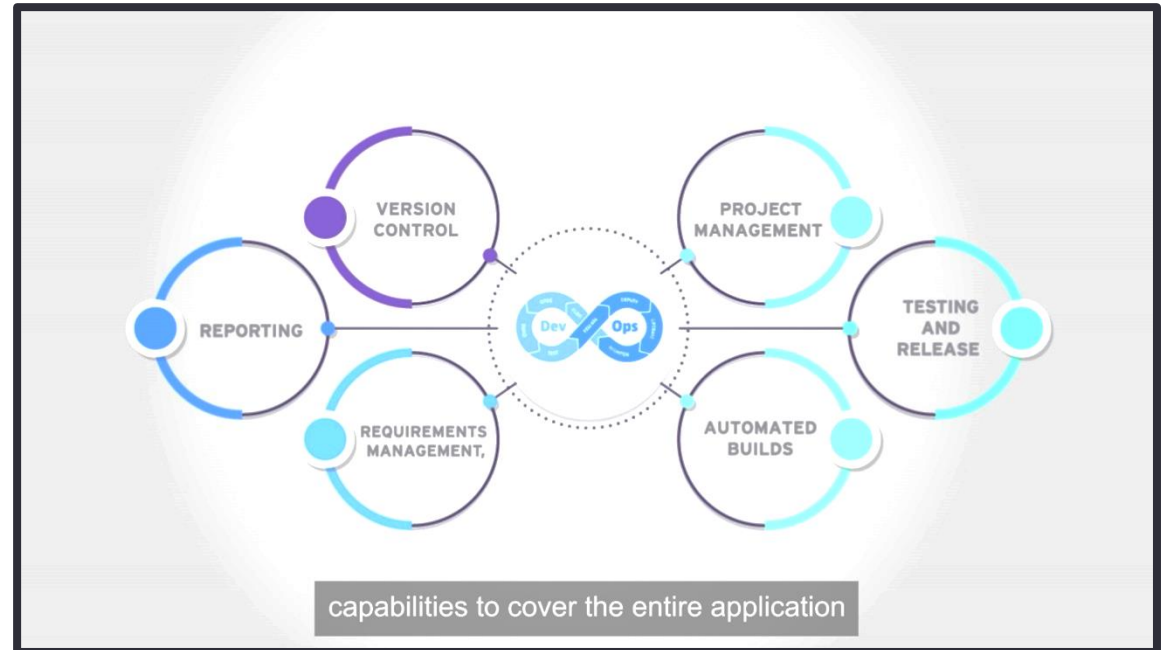 VERSION
CONTROL
PROJECT
MANAGEMENT
REPORTING
Dev
Ops
TESTING
AND
RELEASE
REQUIREMENTS
MANAGEMENT,
AUTOMATED
BUILDS
capabilities to cover the entire application